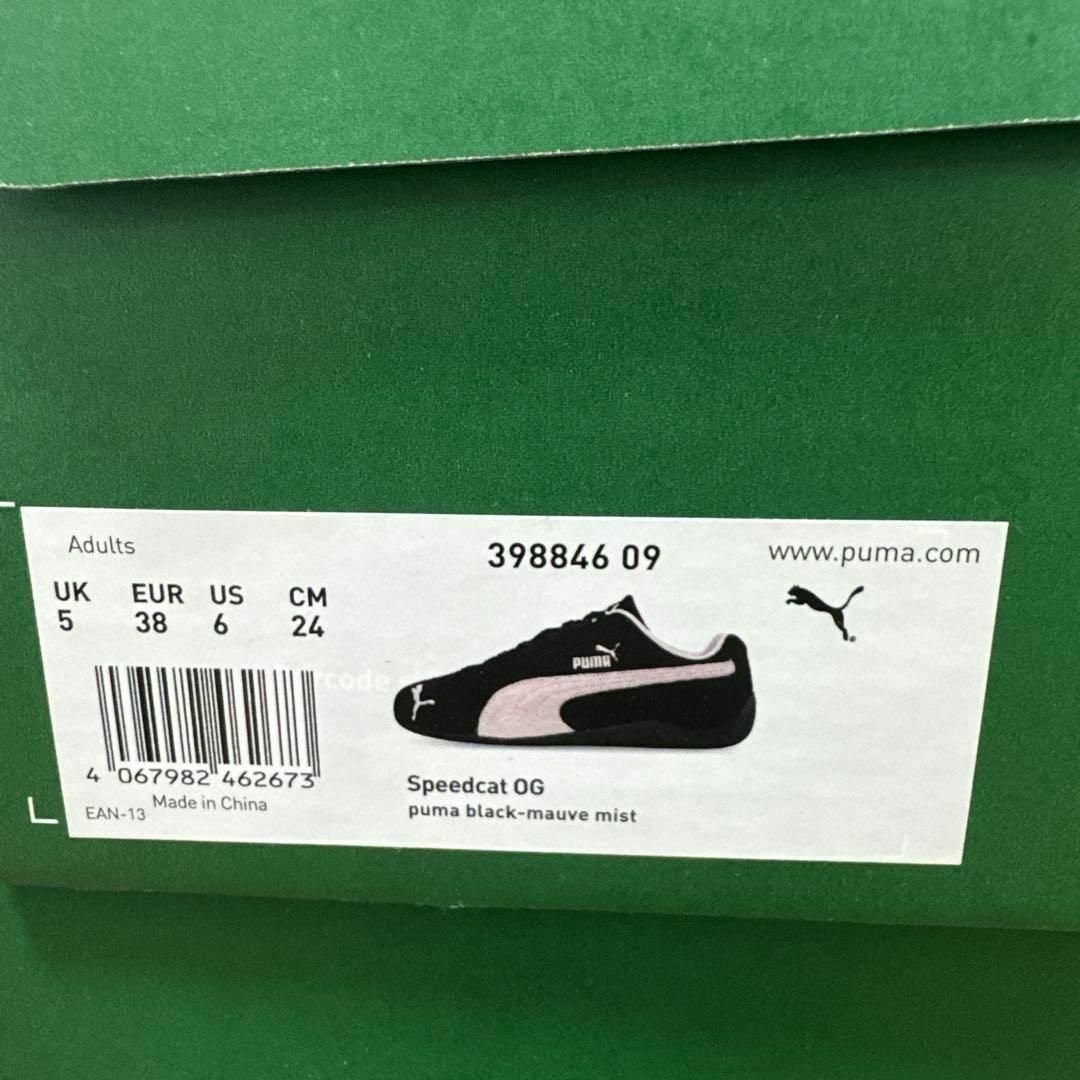 Adults
398846 09
www.puma.com
UK EUR US CM
5 38 6 24
PUMA
4 067982 462673
EAN-13 Made in China
Speedcat OG
puma black-mauve mist